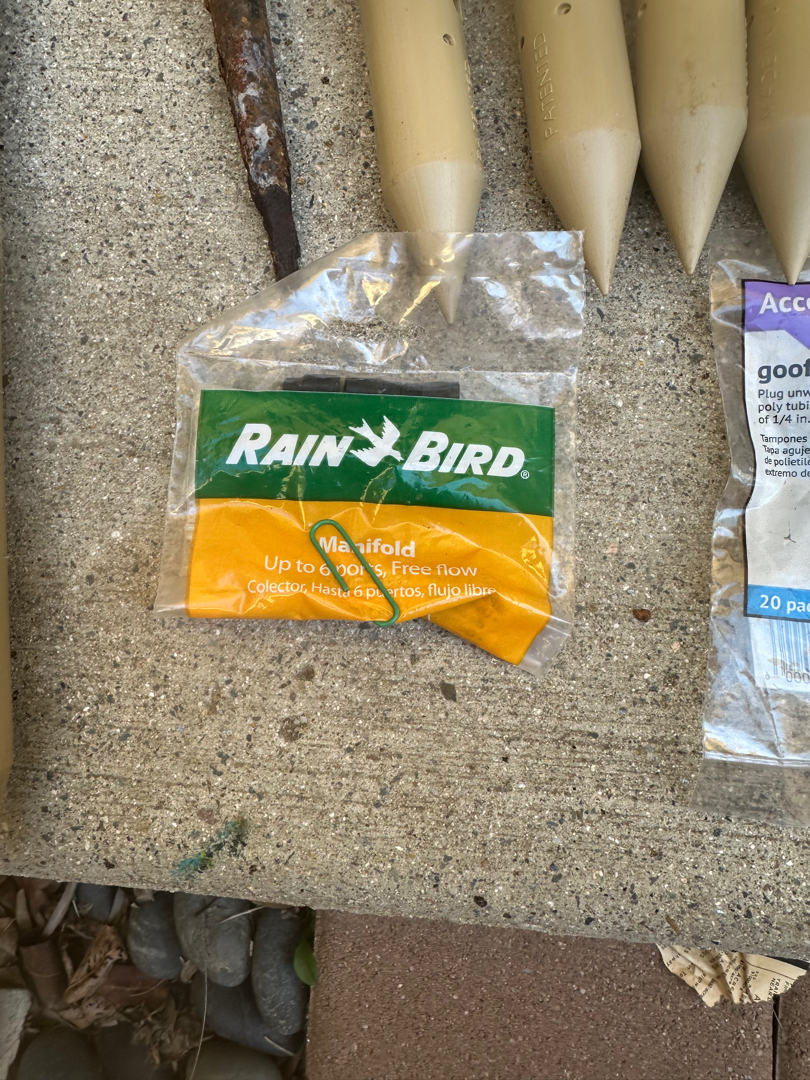 PATENTED
RAIN BIRD®
Manifold
Up to 6 ports, Free flow
Colector, Hasta 6 puertos, flujo libre
Acc
goof
Plug unw
poly tubi
of 1/4 in.
Tampones
Tapa aguje
de polietile
extremo de
20 pac